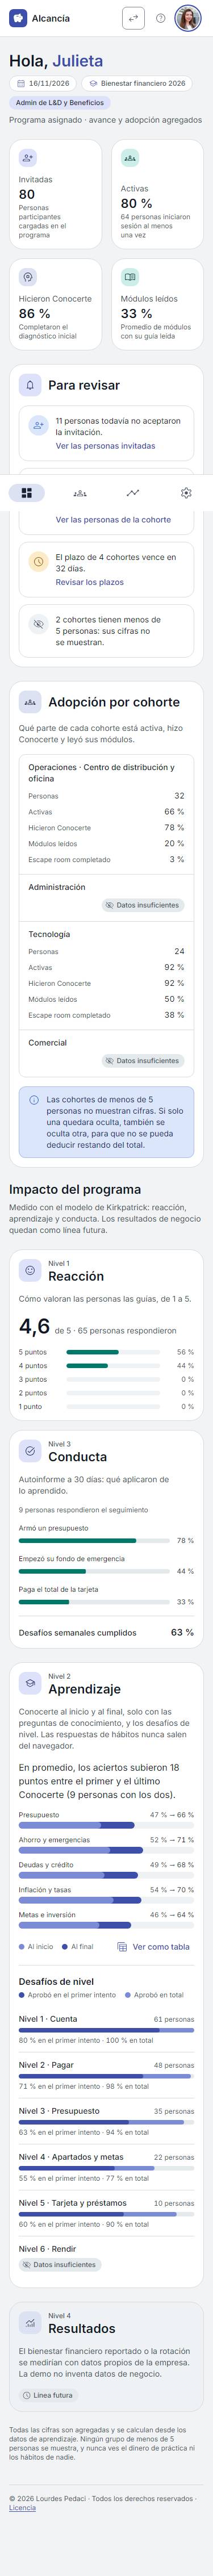 Alcancía
Hola, Julieta
16/11/2026
Bienestar financiero 2026
Admin de L&D y Beneficios
Programa asignado · avance y adopción agregados
Invitadas
80
Personas
participantes
cargadas en el
programa
Activas
80 %
64 personas iniciaron
sesión al menos
una vez
Hicieron Conocerte
86 %
Completaron el
diagnóstico inicial
Módulos leídos
33 %
Promedio de módulos
con su guía leída
Para revisar
11 personas todavía no aceptaron
la invitación.
Ver las personas invitadas
Ver las personas de la cohorte
El plazo de 4 cohortes vence en
32 días.
Revisar los plazos
2 cohortes tienen menos de
5 personas: sus cifras no
se muestran.
Adopción por cohorte
Qué parte de cada cohorte está activa, hizo
Conocerte y leyó sus módulos.
Operaciones · Centro de distribución y
oficina
Personas 32
Activas 66 %
Hicieron Conocerte 78 %
Módulos leídos 20 %
Escape room completado 3 %
Administración
Datos insuficientes
Tecnología
Personas 24
Activas 92 %
Hicieron Conocerte 92 %
Módulos leídos 50 %
Escape room completado 38 %
Comercial
Datos insuficientes
Las cohortes de menos de 5
personas no muestran cifras. Si solo
una quedara oculta, también se
oculta otra, para que no se pueda
deducir restando del total.
Impacto del programa
Medido con el modelo de Kirkpatrick: reacción,
aprendizaje y conducta. Los resultados de negocio
quedan como línea futura.
Nivel 1
Reacción
Cómo valoran las personas las guías, de 1 a 5.
4,6 de 5 · 65 personas respondieron
5 puntos 56 %
4 puntos 44 %
3 puntos 0 %
2 puntos 0 %
1 punto 0 %
Nivel 3
Conducta
Autoinforme a 30 días: qué aplicaron de
lo aprendido.
9 personas respondieron el seguimiento
Armó un presupuesto
78 %
Empezó su fondo de emergencia
44 %
Paga el total de la tarjeta
33 %
Desafíos semanales cumplidos 63 %
Nivel 2
Aprendizaje
Conocerte al inicio y al final, solo con las
preguntas de conocimiento, y los desafíos de
nivel. Las respuestas de hábitos nunca salen
del navegador.
En promedio, los aciertos subieron 18
puntos entre el primer y el último
Conocerte (9 personas con los dos).
Presupuesto 47 % → 66 %
Ahorro y emergencias 52 % → 71 %
Deudas y crédito 49 % → 68 %
Inflación y tasas 54 % → 70 %
Metas e inversión 46 % → 64 %
Al inicio Al final Ver como tabla
Desafíos de nivel
Aprobó en el primer intento Aprobó en total
Nivel 1 · Cuenta 61 personas
80 % en el primer intento · 100 % en total
Nivel 2 · Pagar 48 personas
71 % en el primer intento · 98 % en total
Nivel 3 · Presupuesto 35 personas
63 % en el primer intento · 94 % en total
Nivel 4 · Apartados y metas 22 personas
55 % en el primer intento · 77 % en total
Nivel 5 · Tarjeta y préstamos 10 personas
60 % en el primer intento · 90 % en total
Nivel 6 · Rendir
Datos insuficientes
Nivel 4
Resultados
El bienestar financiero reportado o la rotación
se medirían con datos propios de la empresa.
La demo no inventa datos de negocio.
Línea futura
Todas las cifras son agregadas y se calculan desde los
datos de aprendizaje. Ningún grupo de menos de 5
personas se muestra, y nunca ves el dinero de práctica ni
los hábitos de nadie.
© 2026 Lourdes Pedaci · Todos los derechos reservados ·
Licencia